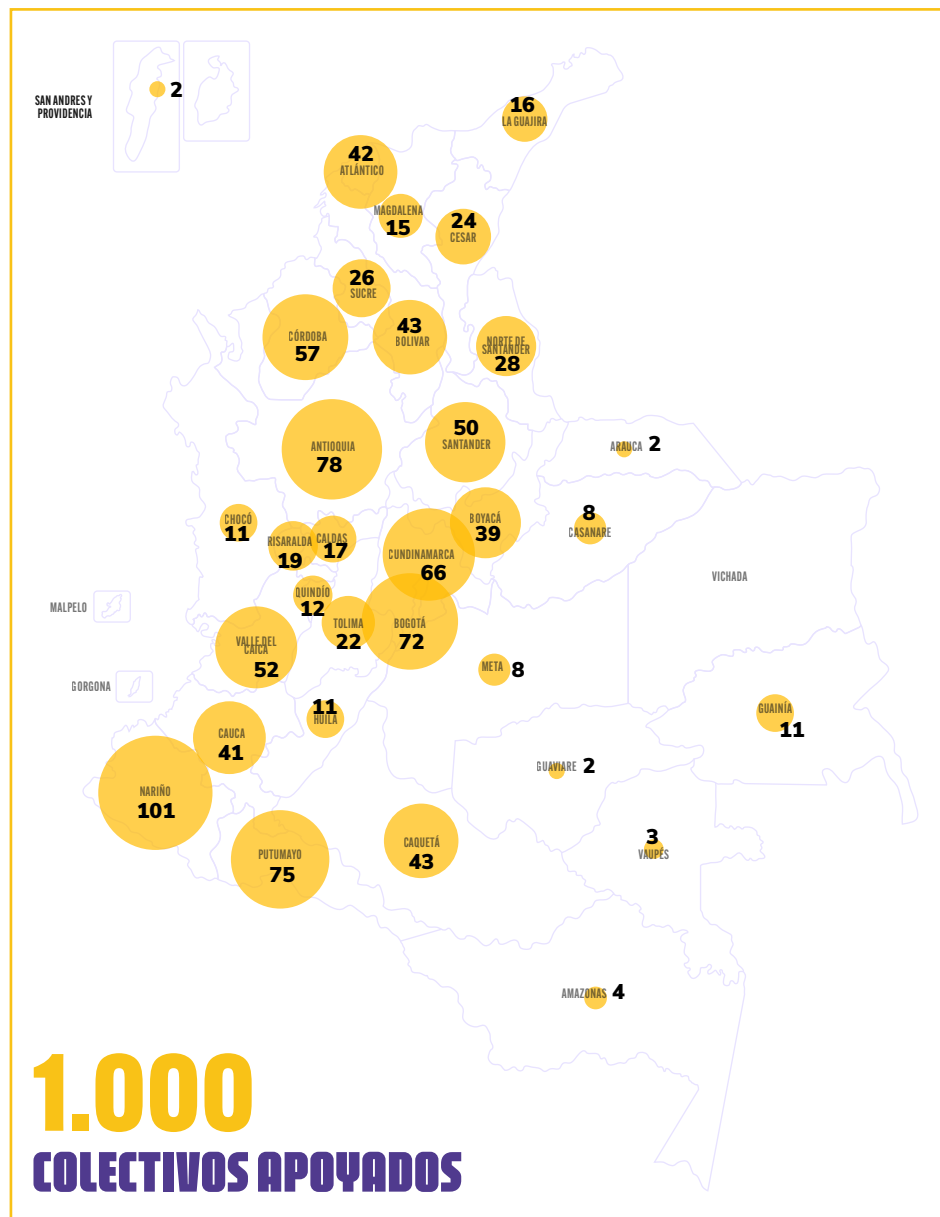 SAN ANDRES Y
PROVIDENCIA
2
16
LA GUAJIRA
42
ATLÁNTICO
MAGDALENA
15
24
CESAR
26
SUCRE
CÓRDOBA
57
43
BOLIVAR
NORTE DE
SANTANDER
28
ANTIOQUIA
78
50
SANTANDER
ARAUCA 2
CHOCÓ
11
RISARALDA
19
CALDAS
17
BOYACÁ
39
CUNDINAMARCA
66
8
CASANARE
VICHADA
MALPELO
QUINDÍO
12
TOLIMA
22
BOGOTÁ
72
VALLE DEL
CAICA
52
META 8
GORGONA
11
HUILA
GUAINÍA
11
CAUCA
41
GUAVIARE 2
NARIÑO
101
PUTUMAYO
75
CAQUETÁ
43
3
VAUPÉS
AMAZONAS 4
1.000
COLECTIVOS APOYADOS